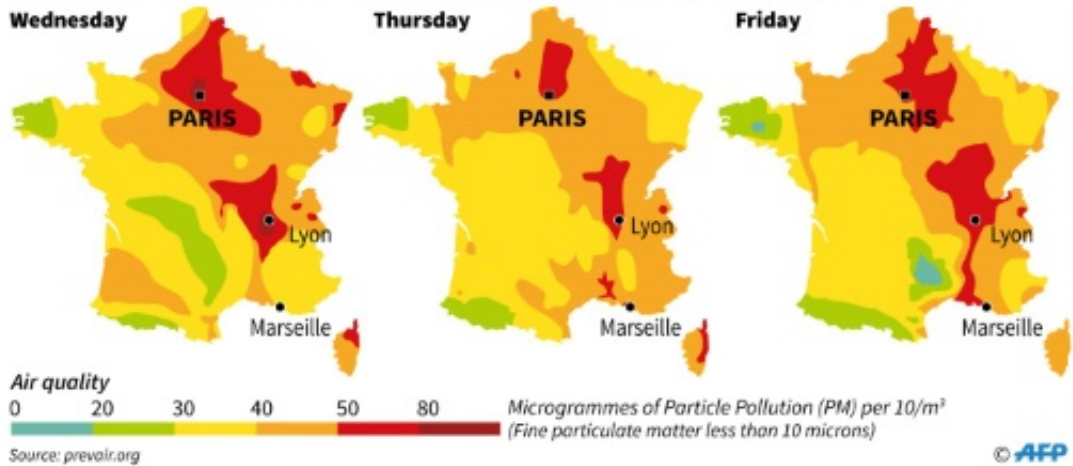 Wednesday
PARIS
Lyon
Marseille
Thursday
PARIS
Lyon
Marseille
Friday
PARIS
Lyon
Marseille
Air quality
0 20 30 40 50 80
Microgrammes of Particle Pollution (PM) per 10/m³
(Fine particulate matter less than 10 microns)
Source: prevair.org
© AFP